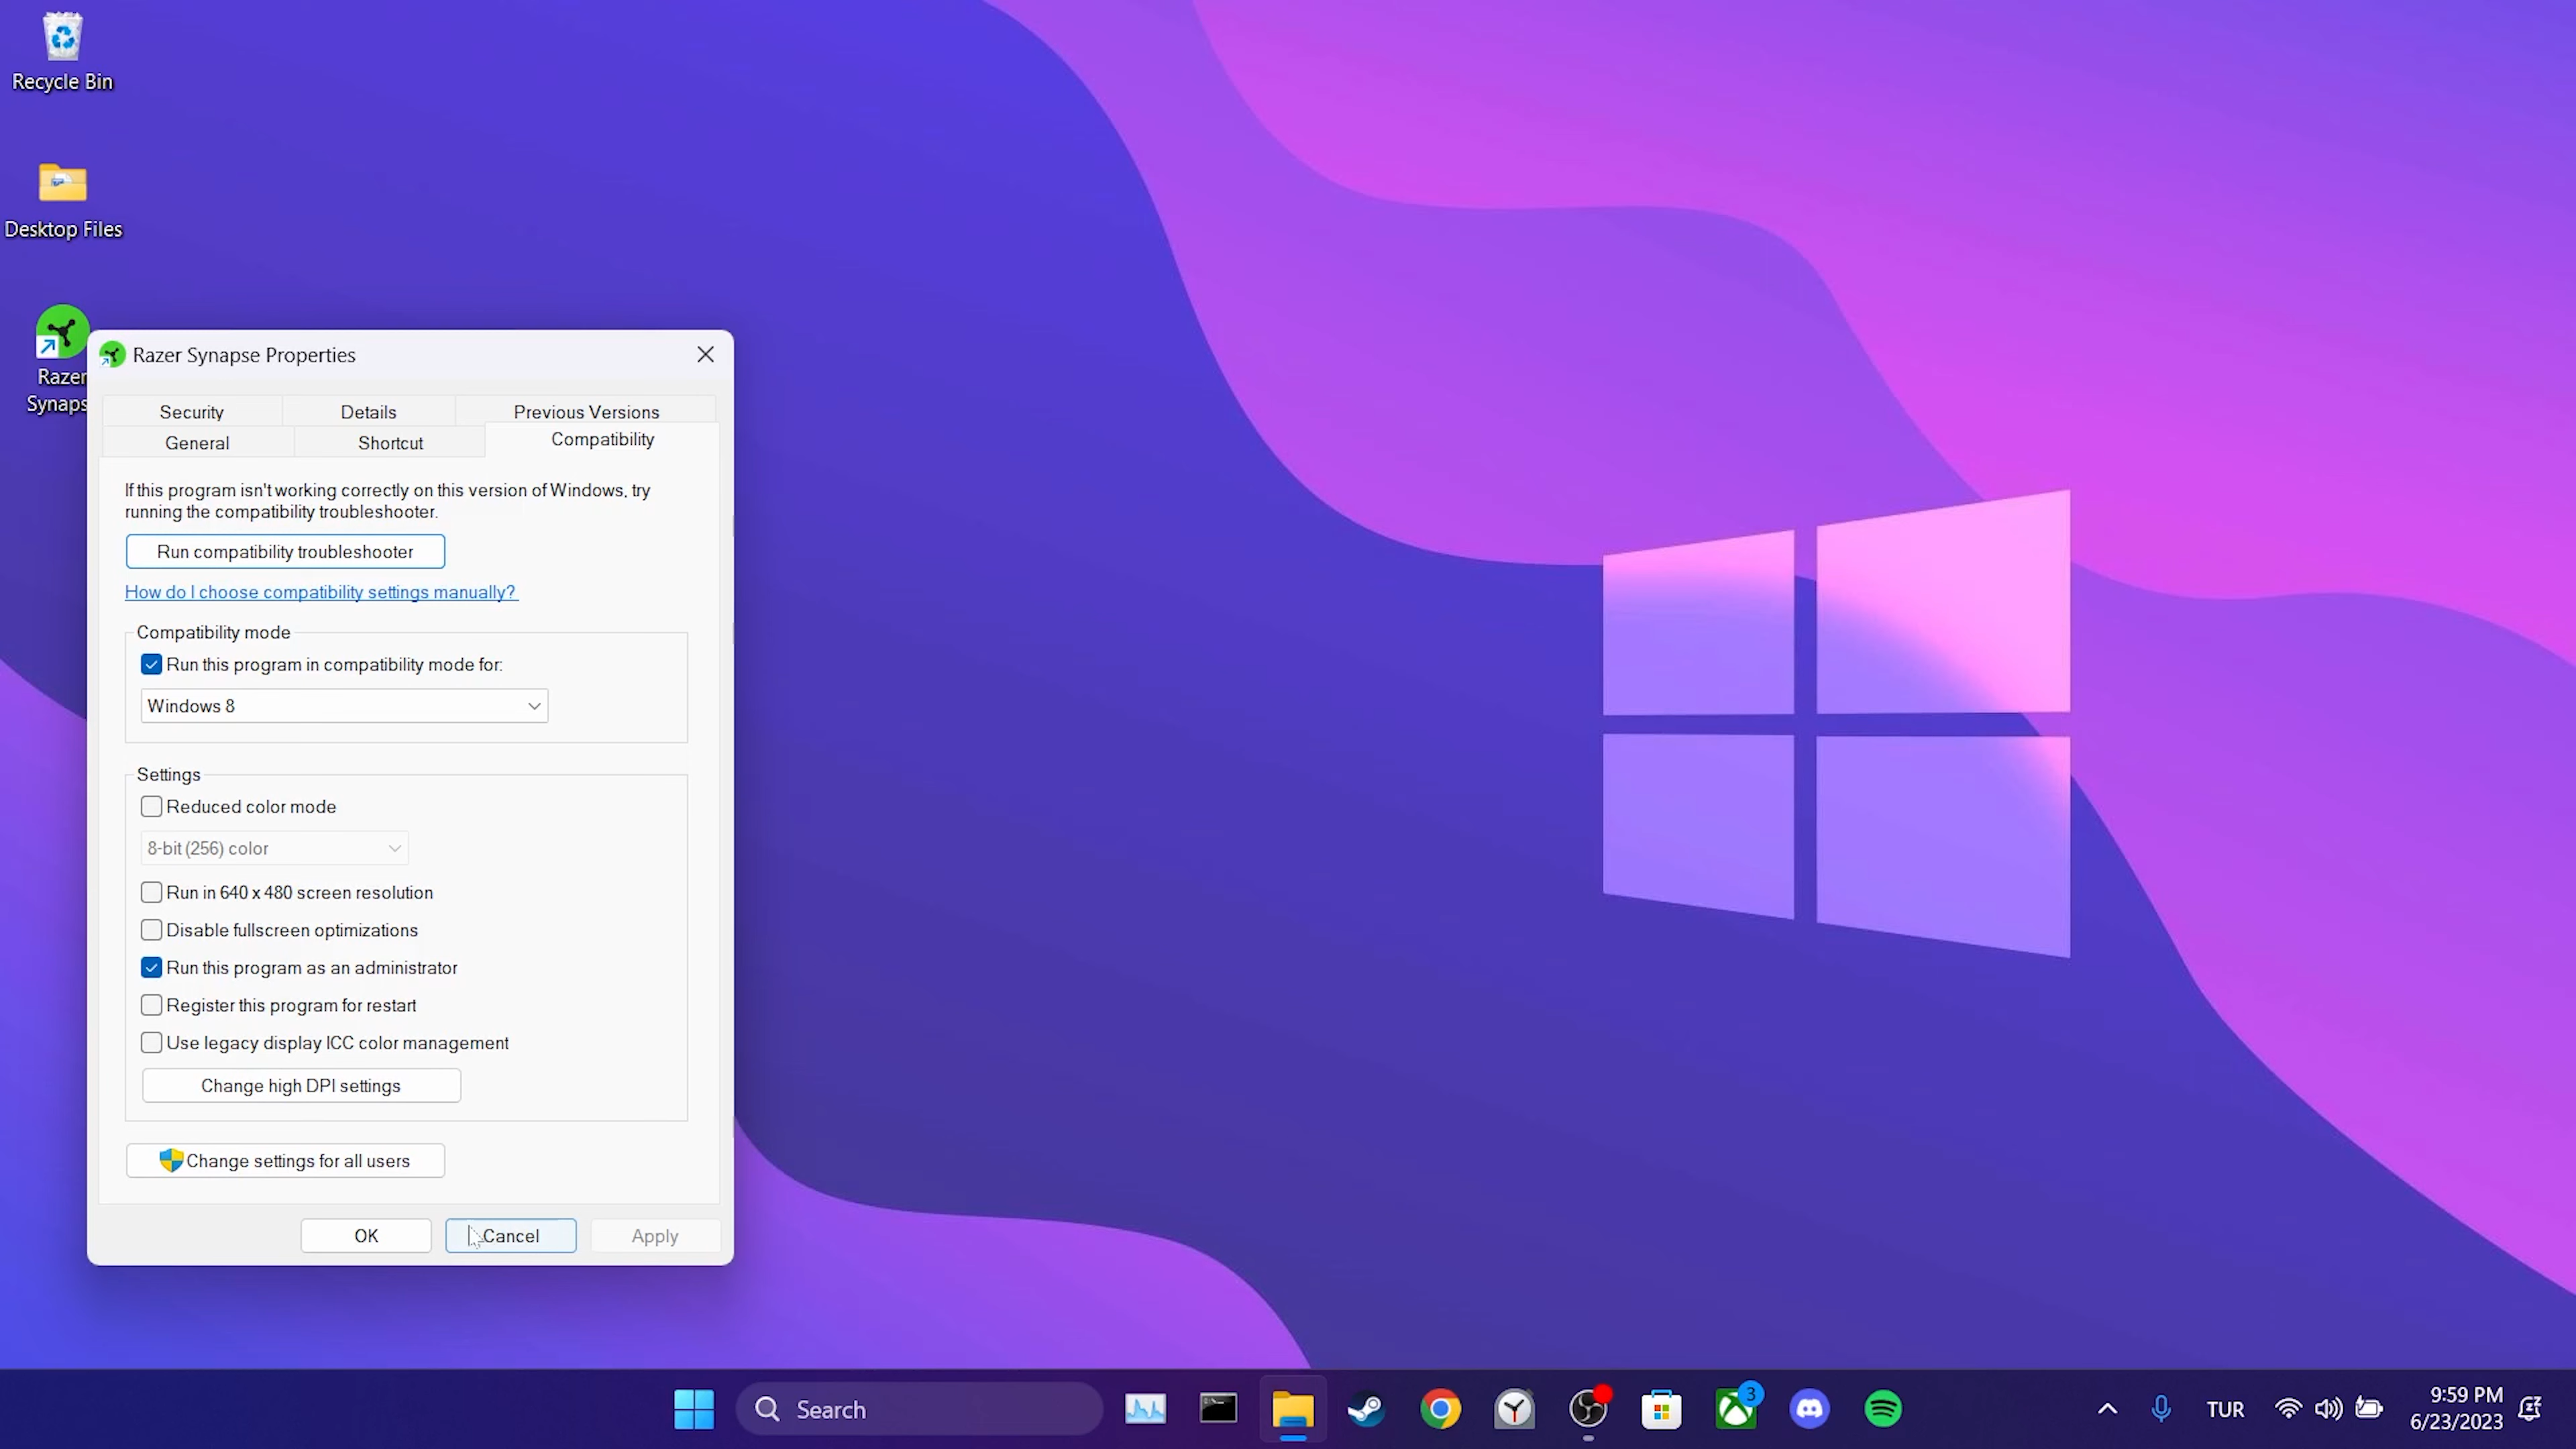 Recycle Bin
Desktop Files
Razer
Synaps
Razer Synapse Properties
Security
Details
Previous Versions
General
Shortcut
Compatibility
If this program isn't working correctly on this version of Windows, try
running the compatibility troubleshooter.
Run compatibility troubleshooter
How do I choose compatibility settings manually?
Compatibility mode
Run this program in compatibility mode for:
Windows 8
Settings
Reduced color mode
8-bit (256) color
Run in 640 x 480 screen resolution
Disable fullscreen optimizations
Run this program as an administrator
Register this program for restart
Use legacy display ICC color management
Change high DPI settings
Change settings for all users
OK
Cancel
Apply
Search
3
TUR
9:59 PM
6/23/2023